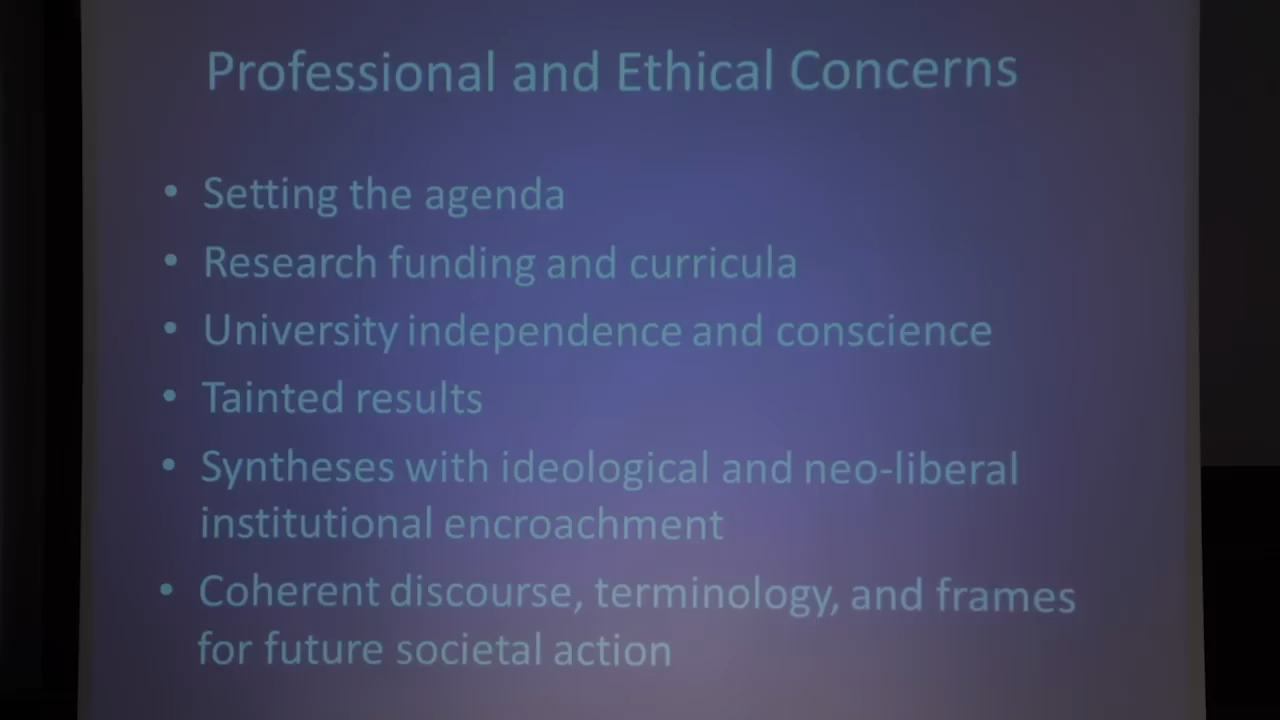 Professional and Ethical Concerns
• Setting the agenda
• Research funding and curricula
• University independence and conscience
• Tainted results
• Syntheses with ideological and neo-liberal
institutional encroachment
• Coherent discourse, terminology, and frames
for future societal action